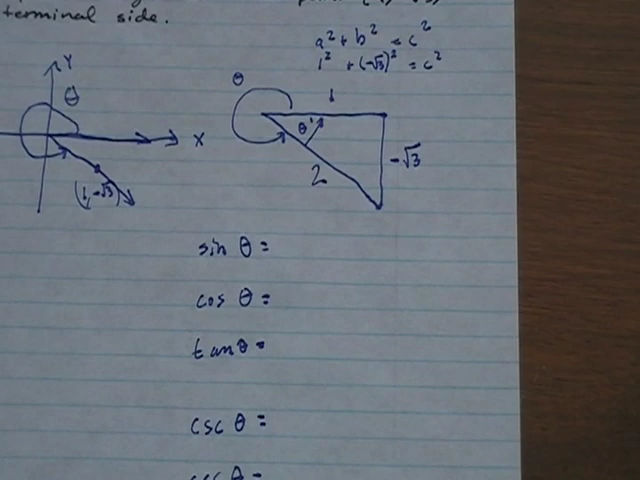 terminal side.
a² + b² = c²
1² + (-√3)² = c²
Y
θ
X
(1, -√3)
θ
1
θ'
2
-√3
sin θ =
cos θ =
tan θ =
csc θ =